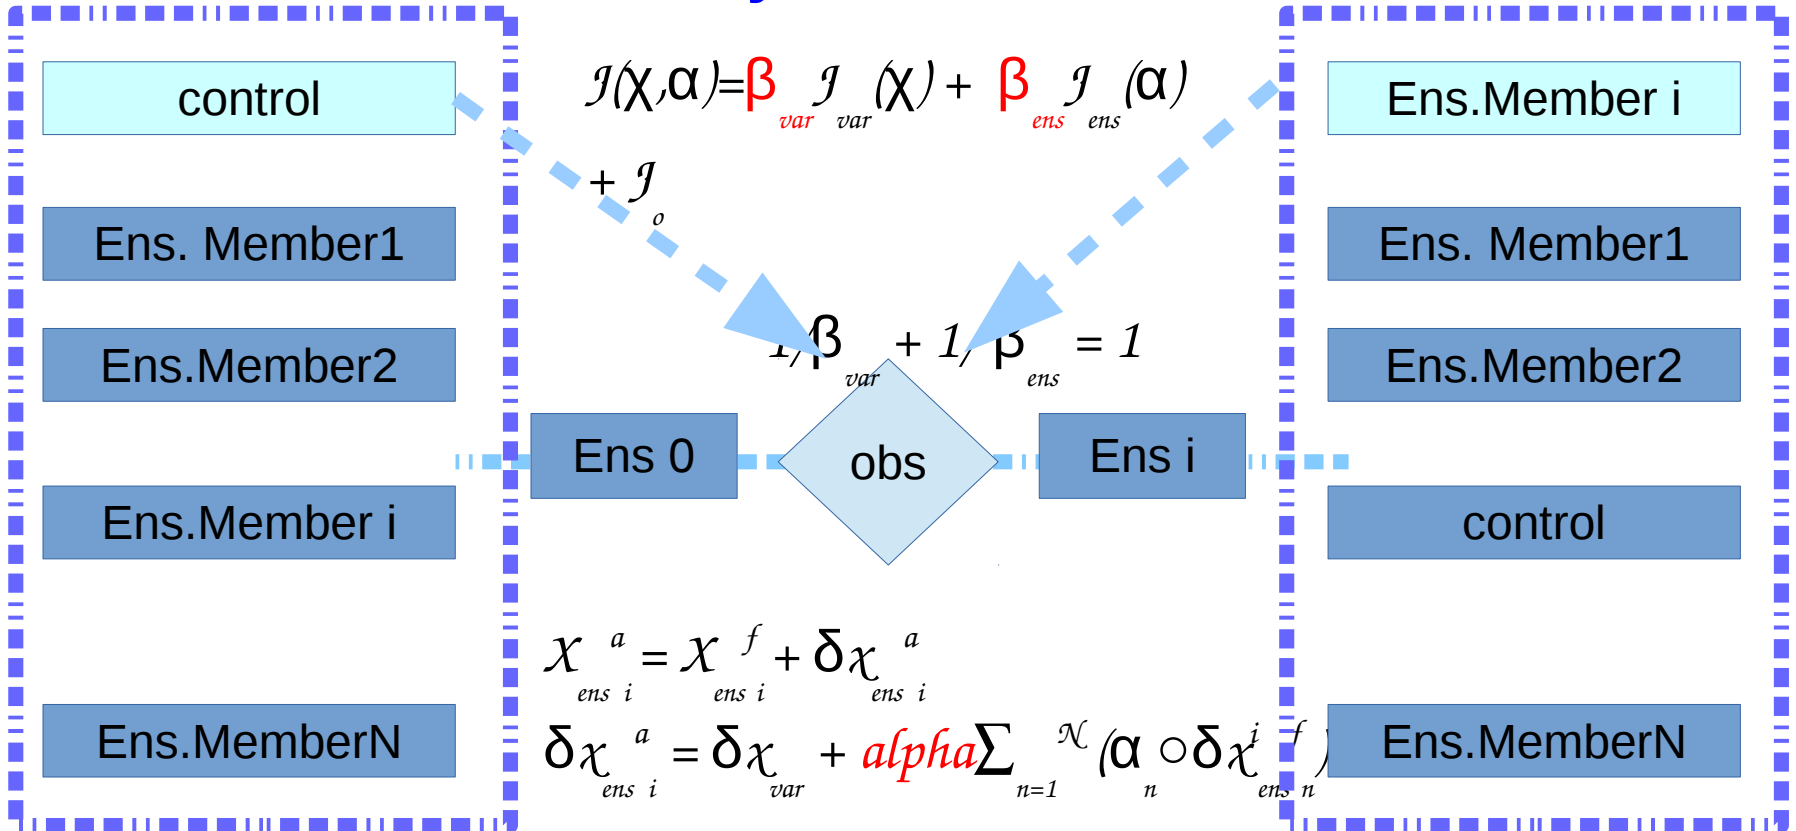 control
Ens. Member1
Ens.Member2
Ens.Member i
Ens.MemberN
J(χ,α)=β var J var (χ) + β ens J ens (α)
+ J o
1/β var + 1/ β ens = 1
Ens 0
obs
Ens i
X ens i a = X ens i f + δχ ens i a
δχ ens i a = δχ var + alpha∑ n=1 N (α n ○δχ ens n i f )
Ens.Member i
Ens. Member1
Ens.Member2
control
Ens.MemberN